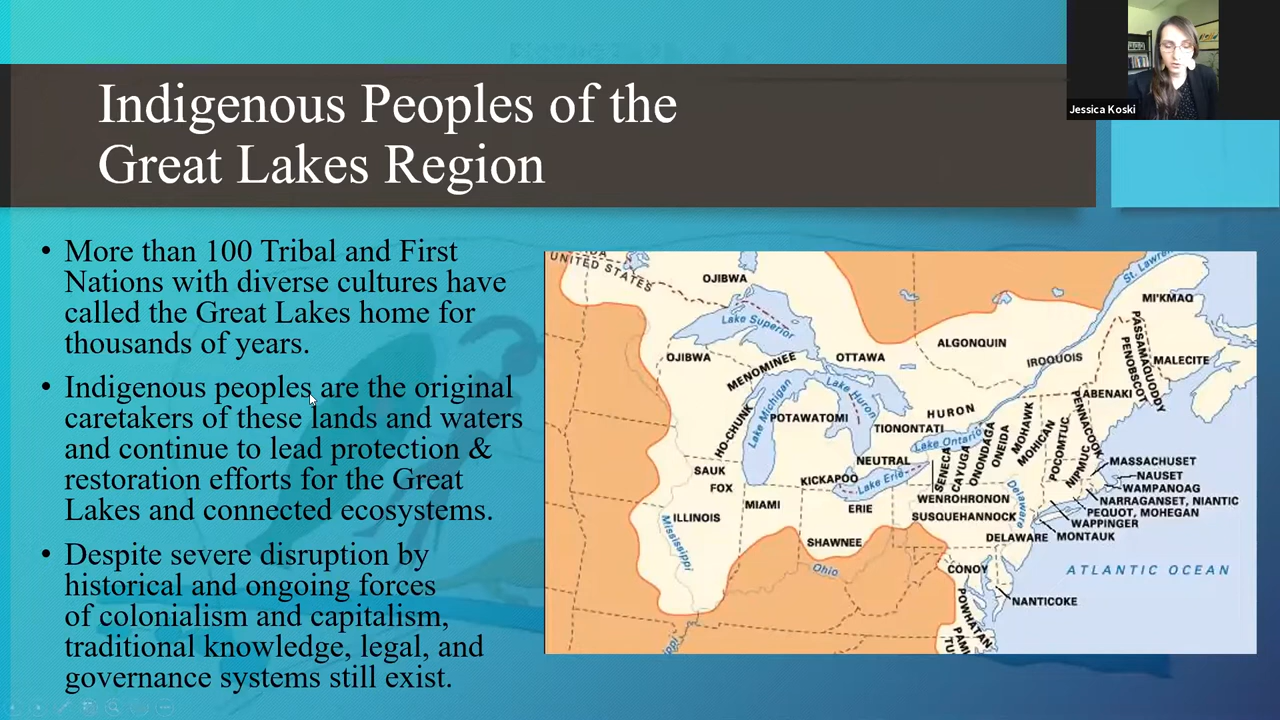 Jessica Koski
Indigenous Peoples of the
Great Lakes Region
• More than 100 Tribal and First
Nations with diverse cultures have
called the Great Lakes home for
thousands of years.
• Indigenous peoples are the original
caretakers of these lands and waters
and continue to lead protection &
restoration efforts for the Great
Lakes and connected ecosystems.
• Despite severe disruption by
historical and ongoing forces
of colonialism and capitalism,
traditional knowledge, legal, and
governance systems still exist.
UNITED STATES
OJIBWA
St. Lawren
MI'KMAQ
Lake Superior
PASSAMAQUODDY
PENOBSCOT
ALGONQUIN
OJIBWA
MENOMINEE
OTTAWA
IROQUOIS
MALECITE
ABENAKI
Lake Michigan
Lake Huron
HO-CHUNK
POTAWATOMI
HURON
TIONONTATI
Lake Ontario
SENECA
CAYUGA
ONONDAGA
ONEIDA
MOHAWK
MOHICAN
POCOMTUC
NIPMUC
PENNACOOK
SAUK
FOX
KICKAPOO
NEUTRAL
Lake Erie
MASSACHUSET
NAUSET
WAMPANOAG
NARRAGANSET, NIANTIC
PEQUOT, MOHEGAN
WAPPINGER
MONTAUK
ILLINOIS
MIAMI
ERIE
WENROHRONON
SUSQUEHANNOCK
Delaware
DELAWARE
Mississippi
SHAWNEE
Ohio
CONOY
ATLANTIC OCEAN
NANTICOKE
POWHATAN